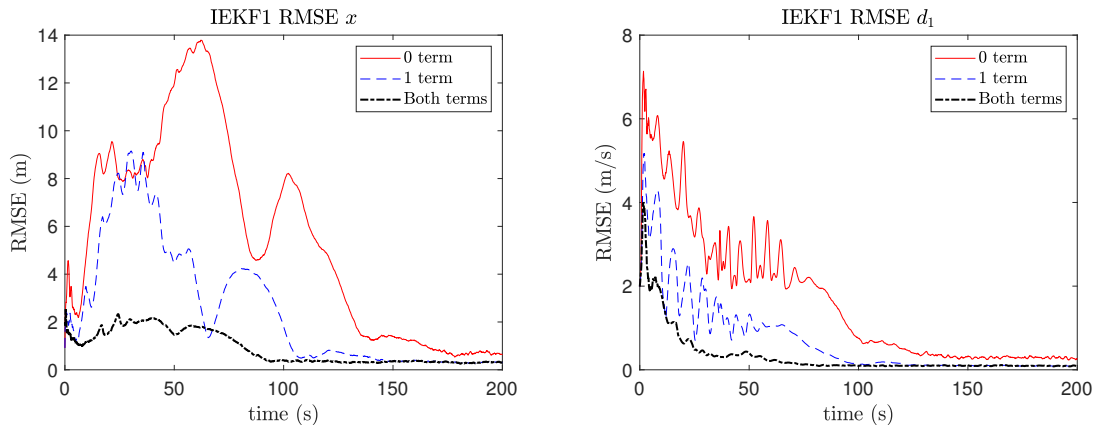 IEKF1 RMSE x
RMSE (m)
14
12
10
8
6
4
2
0
0 term
1 term
Both terms
0 50 100 150 200
time (s)
IEKF1 RMSE d₁
RMSE (m/s)
8
6
4
2
0
0 term
1 term
Both terms
0 50 100 150 200
time (s)